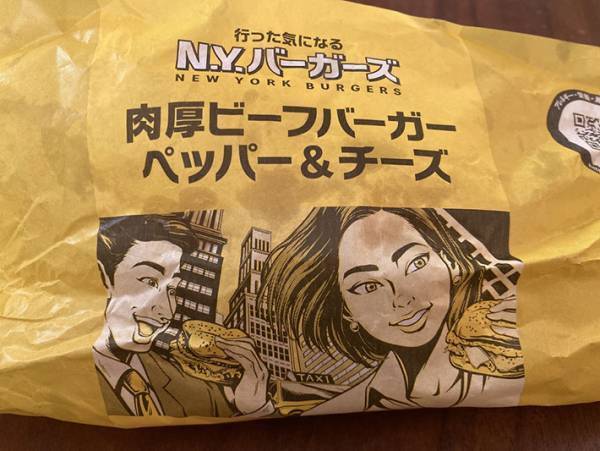 行った気になる
N.Y.バーガーズ
NEW YORK BURGERS
肉厚ビーフバーガー
ペッパー&チーズ
TAXI